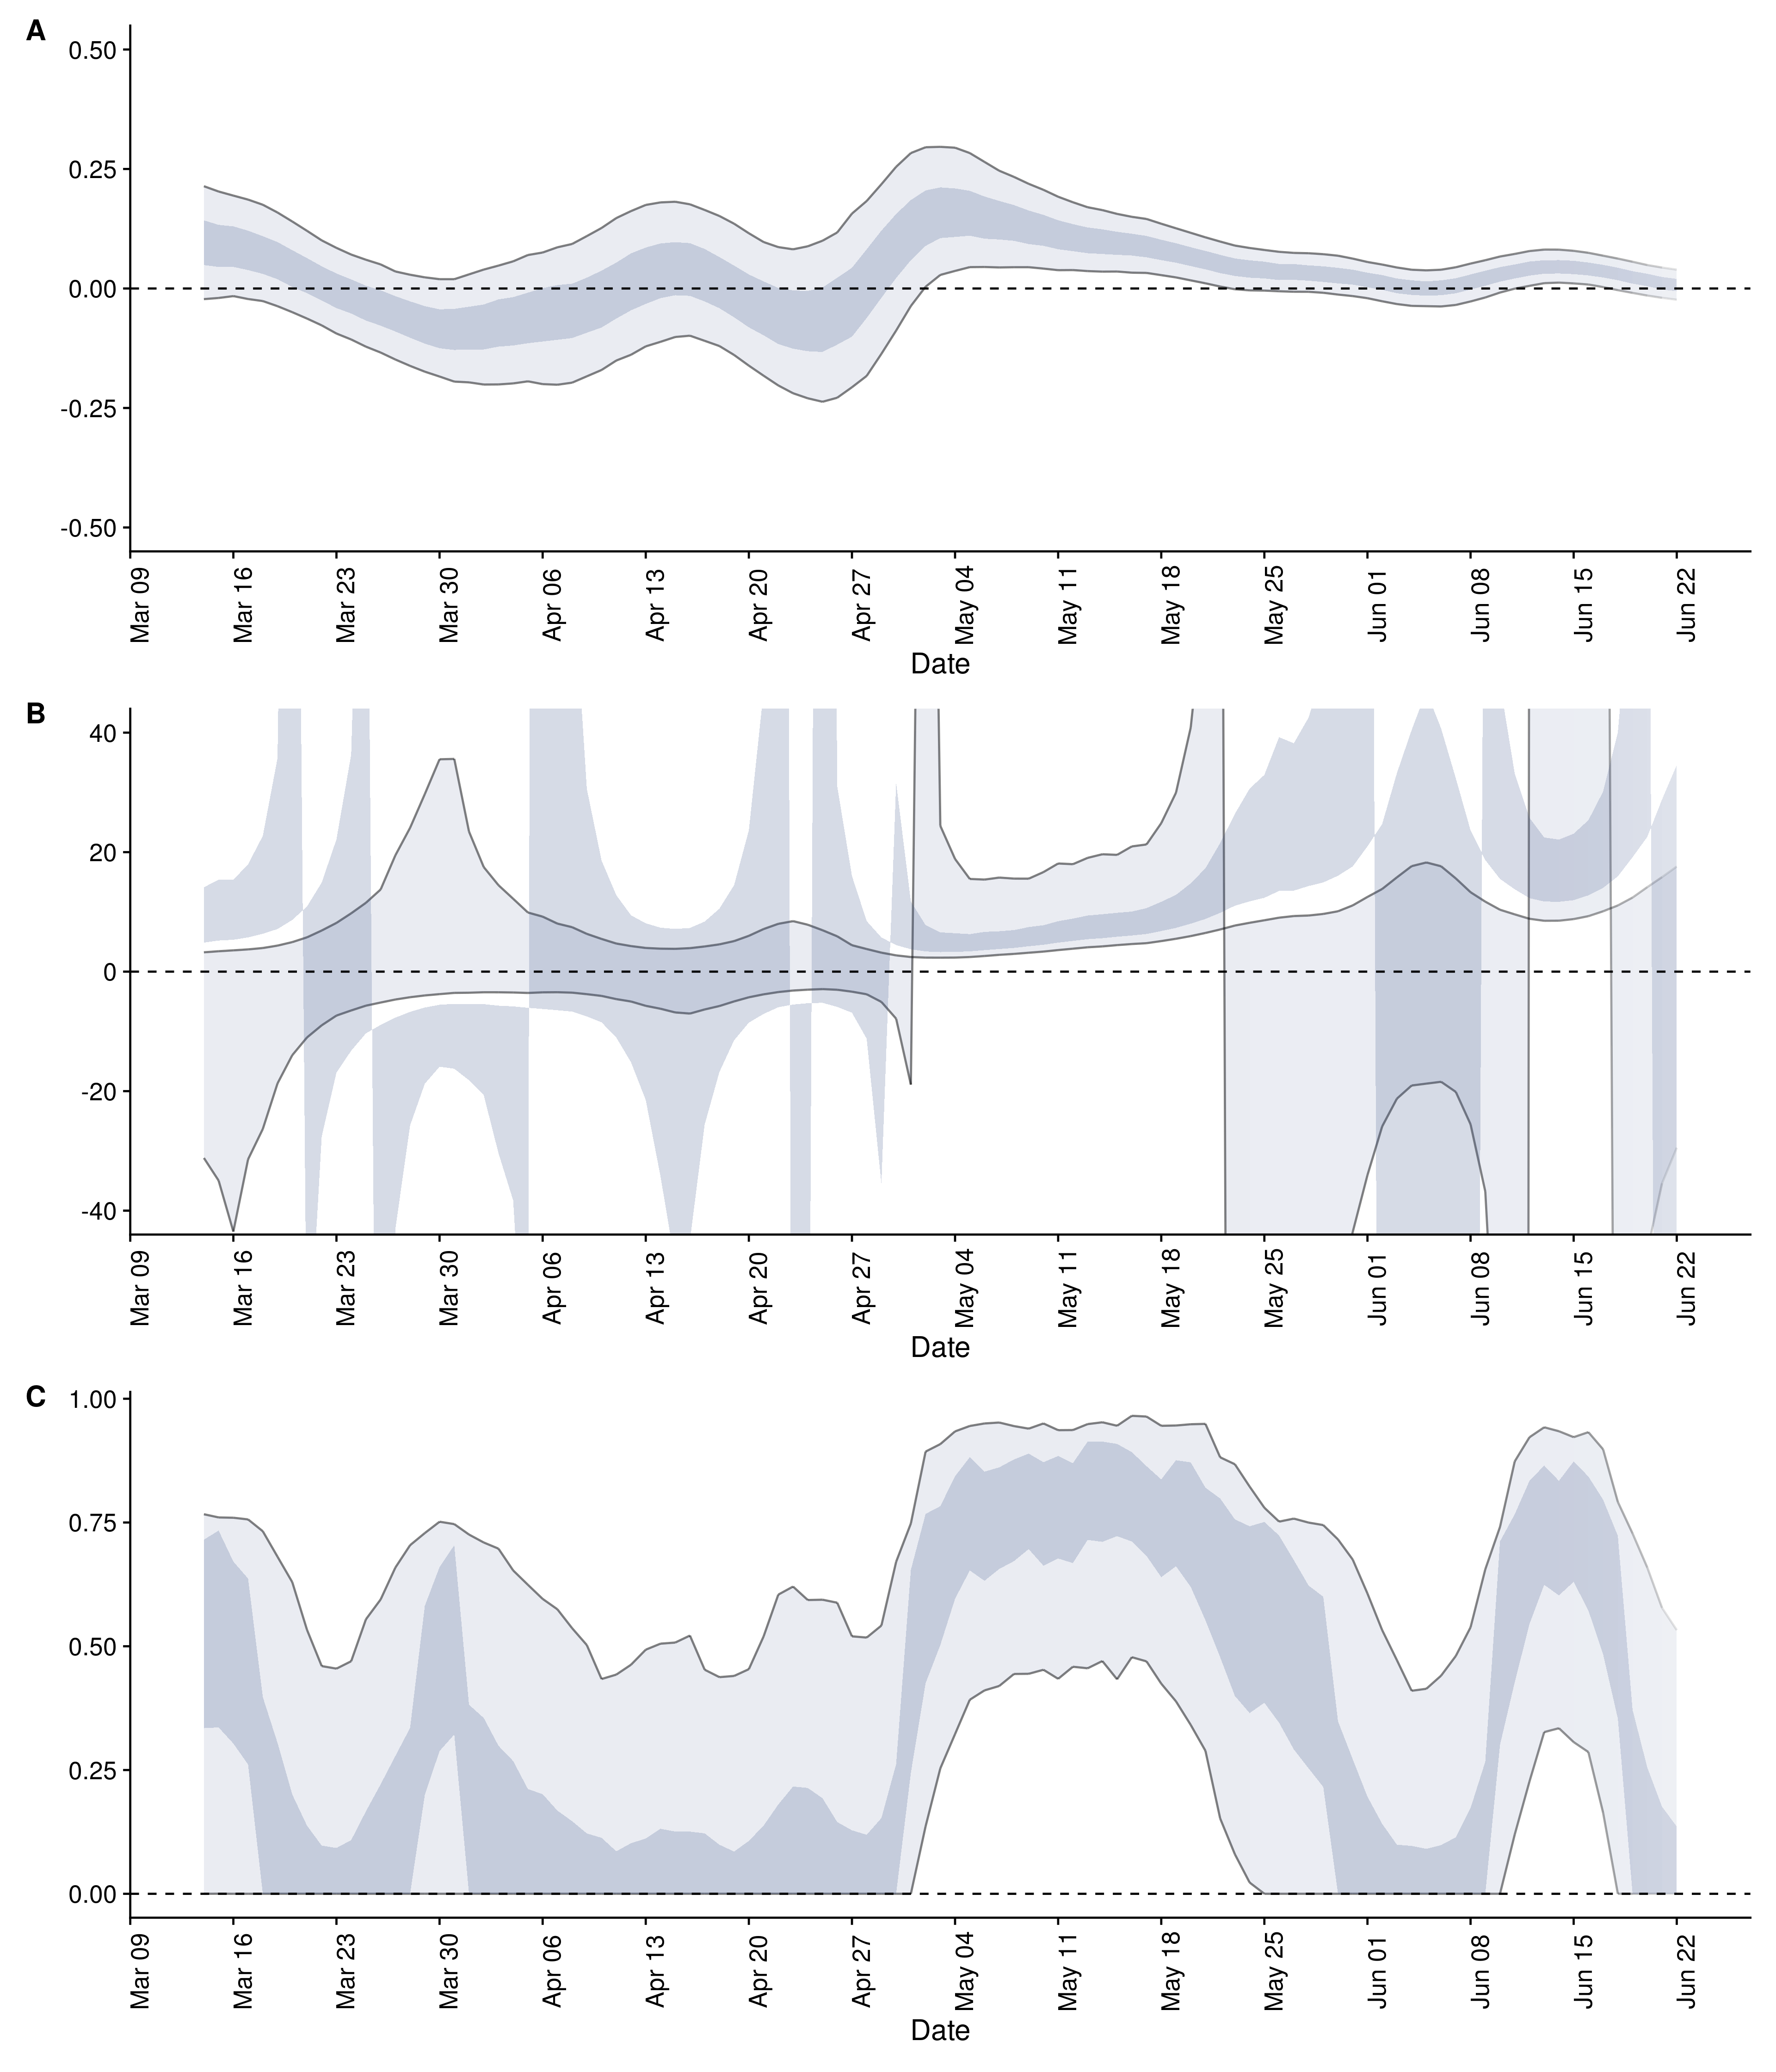 A
0.50
0.25
0.00
-0.25
-0.50
Mar 09
Mar 16
Mar 23
Mar 30
Apr 06
Apr 13
Apr 20
Apr 27
May 04
May 11
May 18
May 25
Jun 01
Jun 08
Jun 15
Jun 22
Date
B
40
20
0
-20
-40
Mar 09
Mar 16
Mar 23
Mar 30
Apr 06
Apr 13
Apr 20
Apr 27
May 04
May 11
May 18
May 25
Jun 01
Jun 08
Jun 15
Jun 22
Date
C
1.00
0.75
0.50
0.25
0.00
Mar 09
Mar 16
Mar 23
Mar 30
Apr 06
Apr 13
Apr 20
Apr 27
May 04
May 11
May 18
May 25
Jun 01
Jun 08
Jun 15
Jun 22
Date